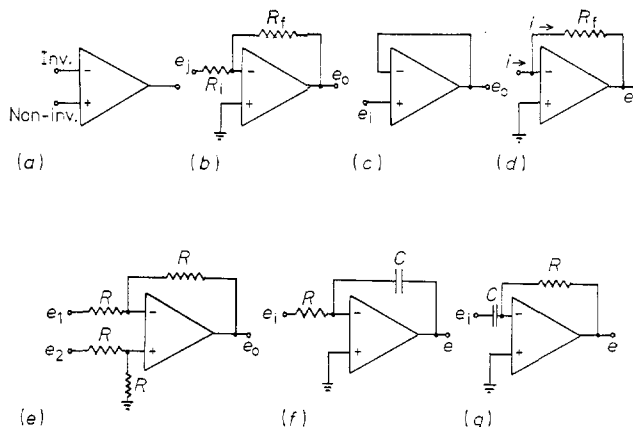 Inv.
−
Non-inv.
+
(a)
R_f
e_i
R_i
−
+
e_o
(b)
−
+
e_i
e_o
(c)
i
R_f
i
−
+
e
(d)
R
e_1
R
−
e_2
R
+
R
e_o
(e)
C
e_i
R
−
+
e
(f)
R
C
e_i
−
+
e
(g)